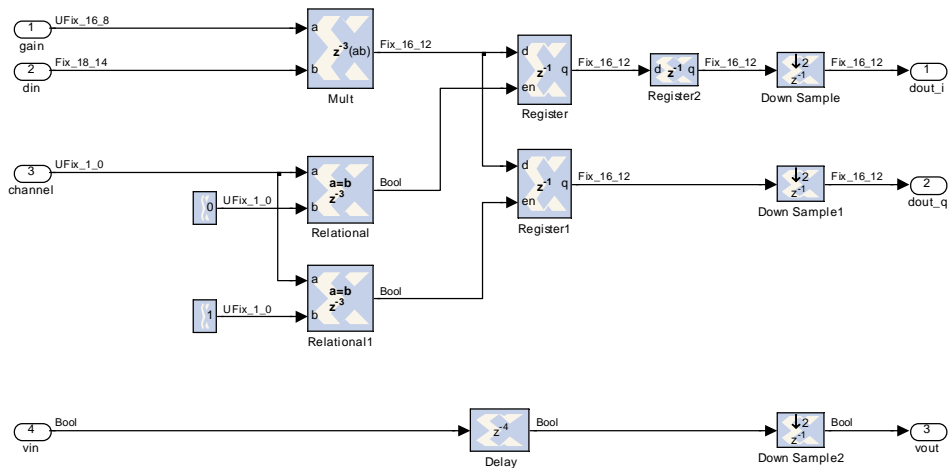 1
gain
UFix_16_8
2
din
Fix_18_14
a
b
z-3(ab)
Mult
Fix_16_12
d
en
z-1
q
Register
Fix_16_12
d
z-1
q
Register2
Fix_16_12
↓2
z-1
Down Sample
Fix_16_12
1
dout_i
3
channel
UFix_1_0
0
UFix_1_0
a
b
a=b
z-3
Relational
Bool
d
en
z-1
q
Register1
Fix_16_12
↓2
z-1
Down Sample1
Fix_16_12
2
dout_q
1
UFix_1_0
a
b
a=b
z-3
Relational1
Bool
4
vin
Bool
z-4
Delay
Bool
↓2
z-1
Down Sample2
Bool
3
vout